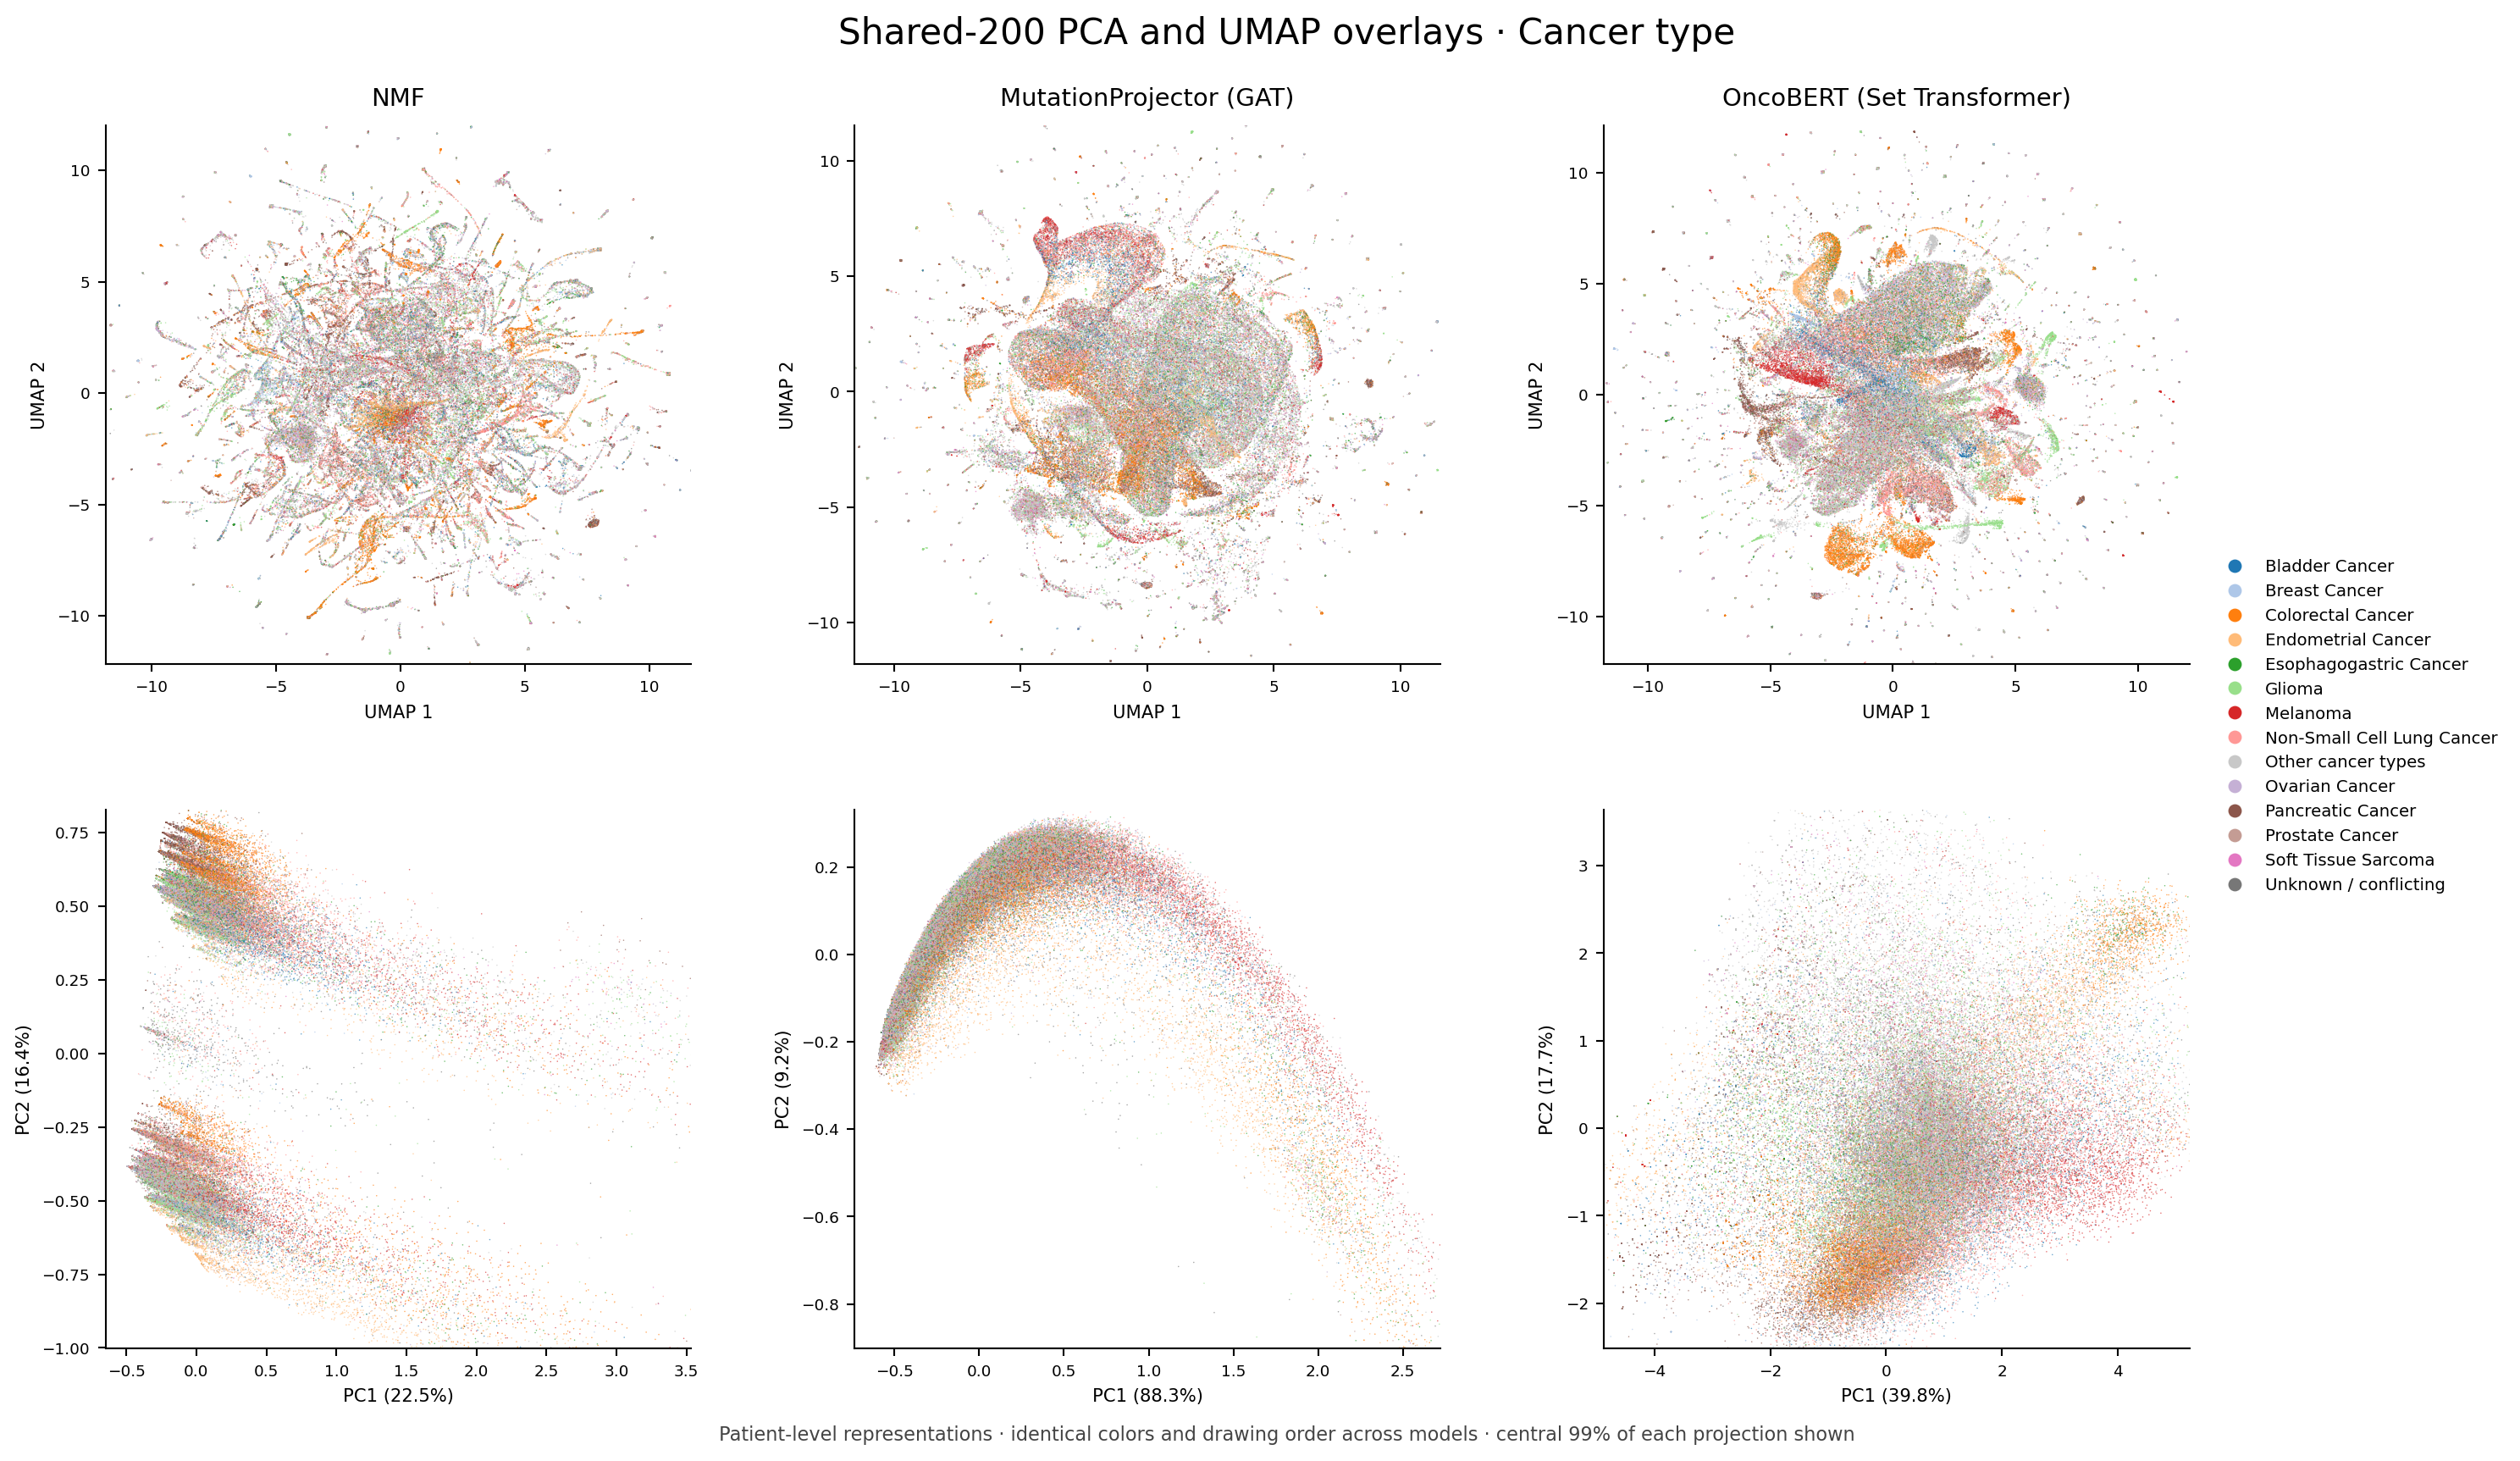 Shared-200 PCA and UMAP overlays · Cancer type
NMF
MutationProjector (GAT)
OncoBERT (Set Transformer)
10
5
0
−5
−10
UMAP 2
−10
−5
0
5
10
UMAP 1
10
5
0
−5
−10
UMAP 2
−10
−5
0
5
10
UMAP 1
10
5
0
−5
−10
UMAP 2
−10
−5
0
5
10
UMAP 1
Bladder Cancer
Breast Cancer
Colorectal Cancer
Endometrial Cancer
Esophagogastric Cancer
Glioma
Melanoma
Non-Small Cell Lung Cancer
Other cancer types
Ovarian Cancer
Pancreatic Cancer
Prostate Cancer
Soft Tissue Sarcoma
Unknown / conflicting
0.75
0.50
0.25
0.00
−0.25
−0.50
−0.75
−1.00
PC2 (16.4%)
−0.5
0.0
0.5
1.0
1.5
2.0
2.5
3.0
3.5
PC1 (22.5%)
0.2
0.0
−0.2
−0.4
−0.6
−0.8
PC2 (9.2%)
−0.5
0.0
0.5
1.0
1.5
2.0
2.5
PC1 (88.3%)
3
2
1
0
−1
−2
PC2 (17.7%)
−4
−2
0
2
4
PC1 (39.8%)
Patient-level representations · identical colors and drawing order across models · central 99% of each projection shown